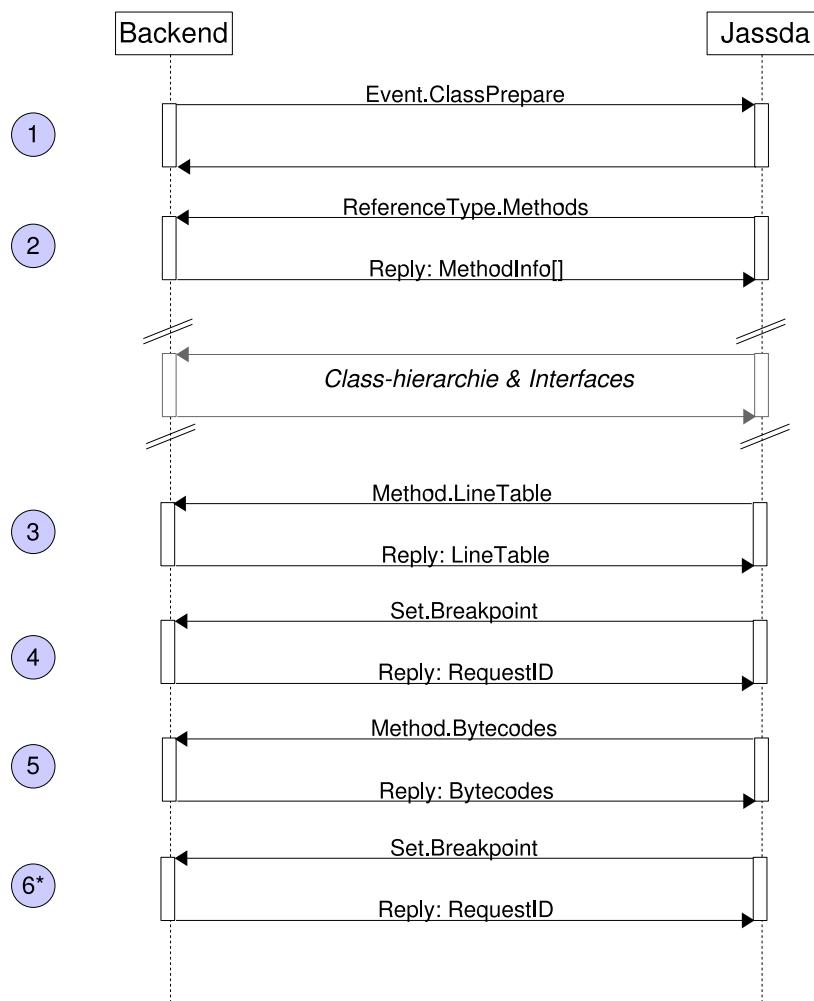 Backend
Jassda
Event.ClassPrepare
1
ReferenceType.Methods
2
Reply: MethodInfo[]
Class-hierarchie & Interfaces
Method.LineTable
3
Reply: LineTable
Set.Breakpoint
4
Reply: RequestID
Method.Bytecodes
5
Reply: Bytecodes
Set.Breakpoint
6*
Reply: RequestID